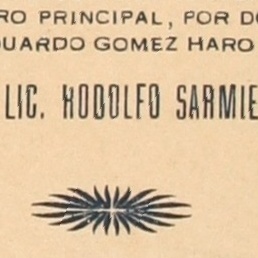 RO PRINCIPAL, POR DO
DUARDO GOMEZ HARO
LIC. RODOLFO SARMIE